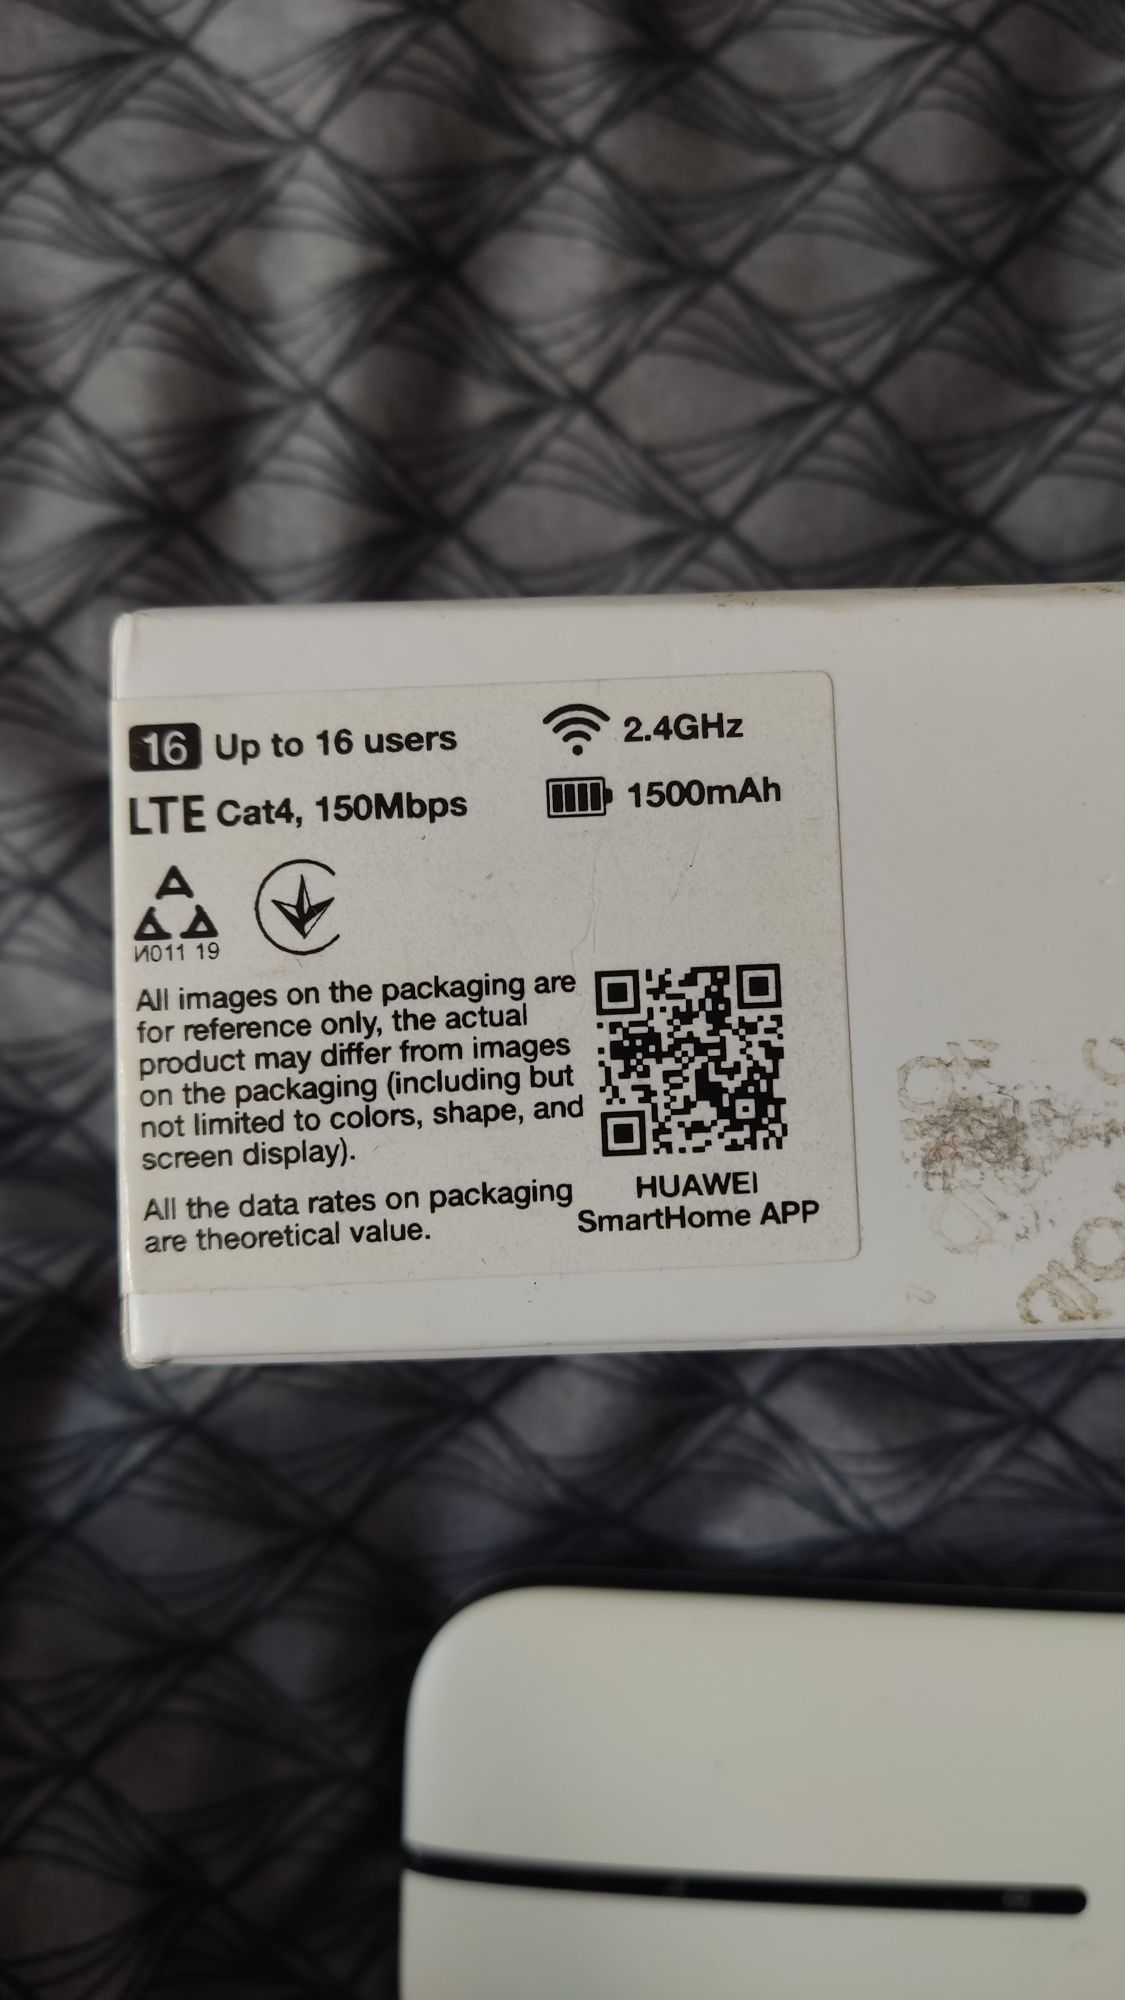 16 Up to 16 users
2.4GHz
LTE Cat4, 150Mbps
1500mAh
И011 19
All images on the packaging are
for reference only, the actual
product may differ from images
on the packaging (including but
not limited to colors, shape, and
screen display).
All the data rates on packaging
are theoretical value.
HUAWEI
SmartHome APP